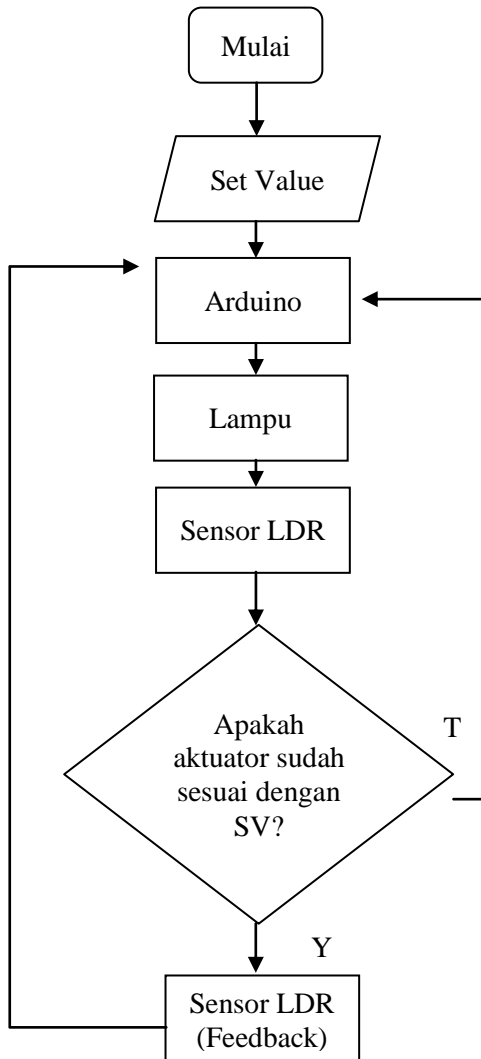 Mulai
Set Value
Arduino
Lampu
Sensor LDR
Apakah
aktuator sudah
sesuai dengan
SV?
T
Y
Sensor LDR
(Feedback)